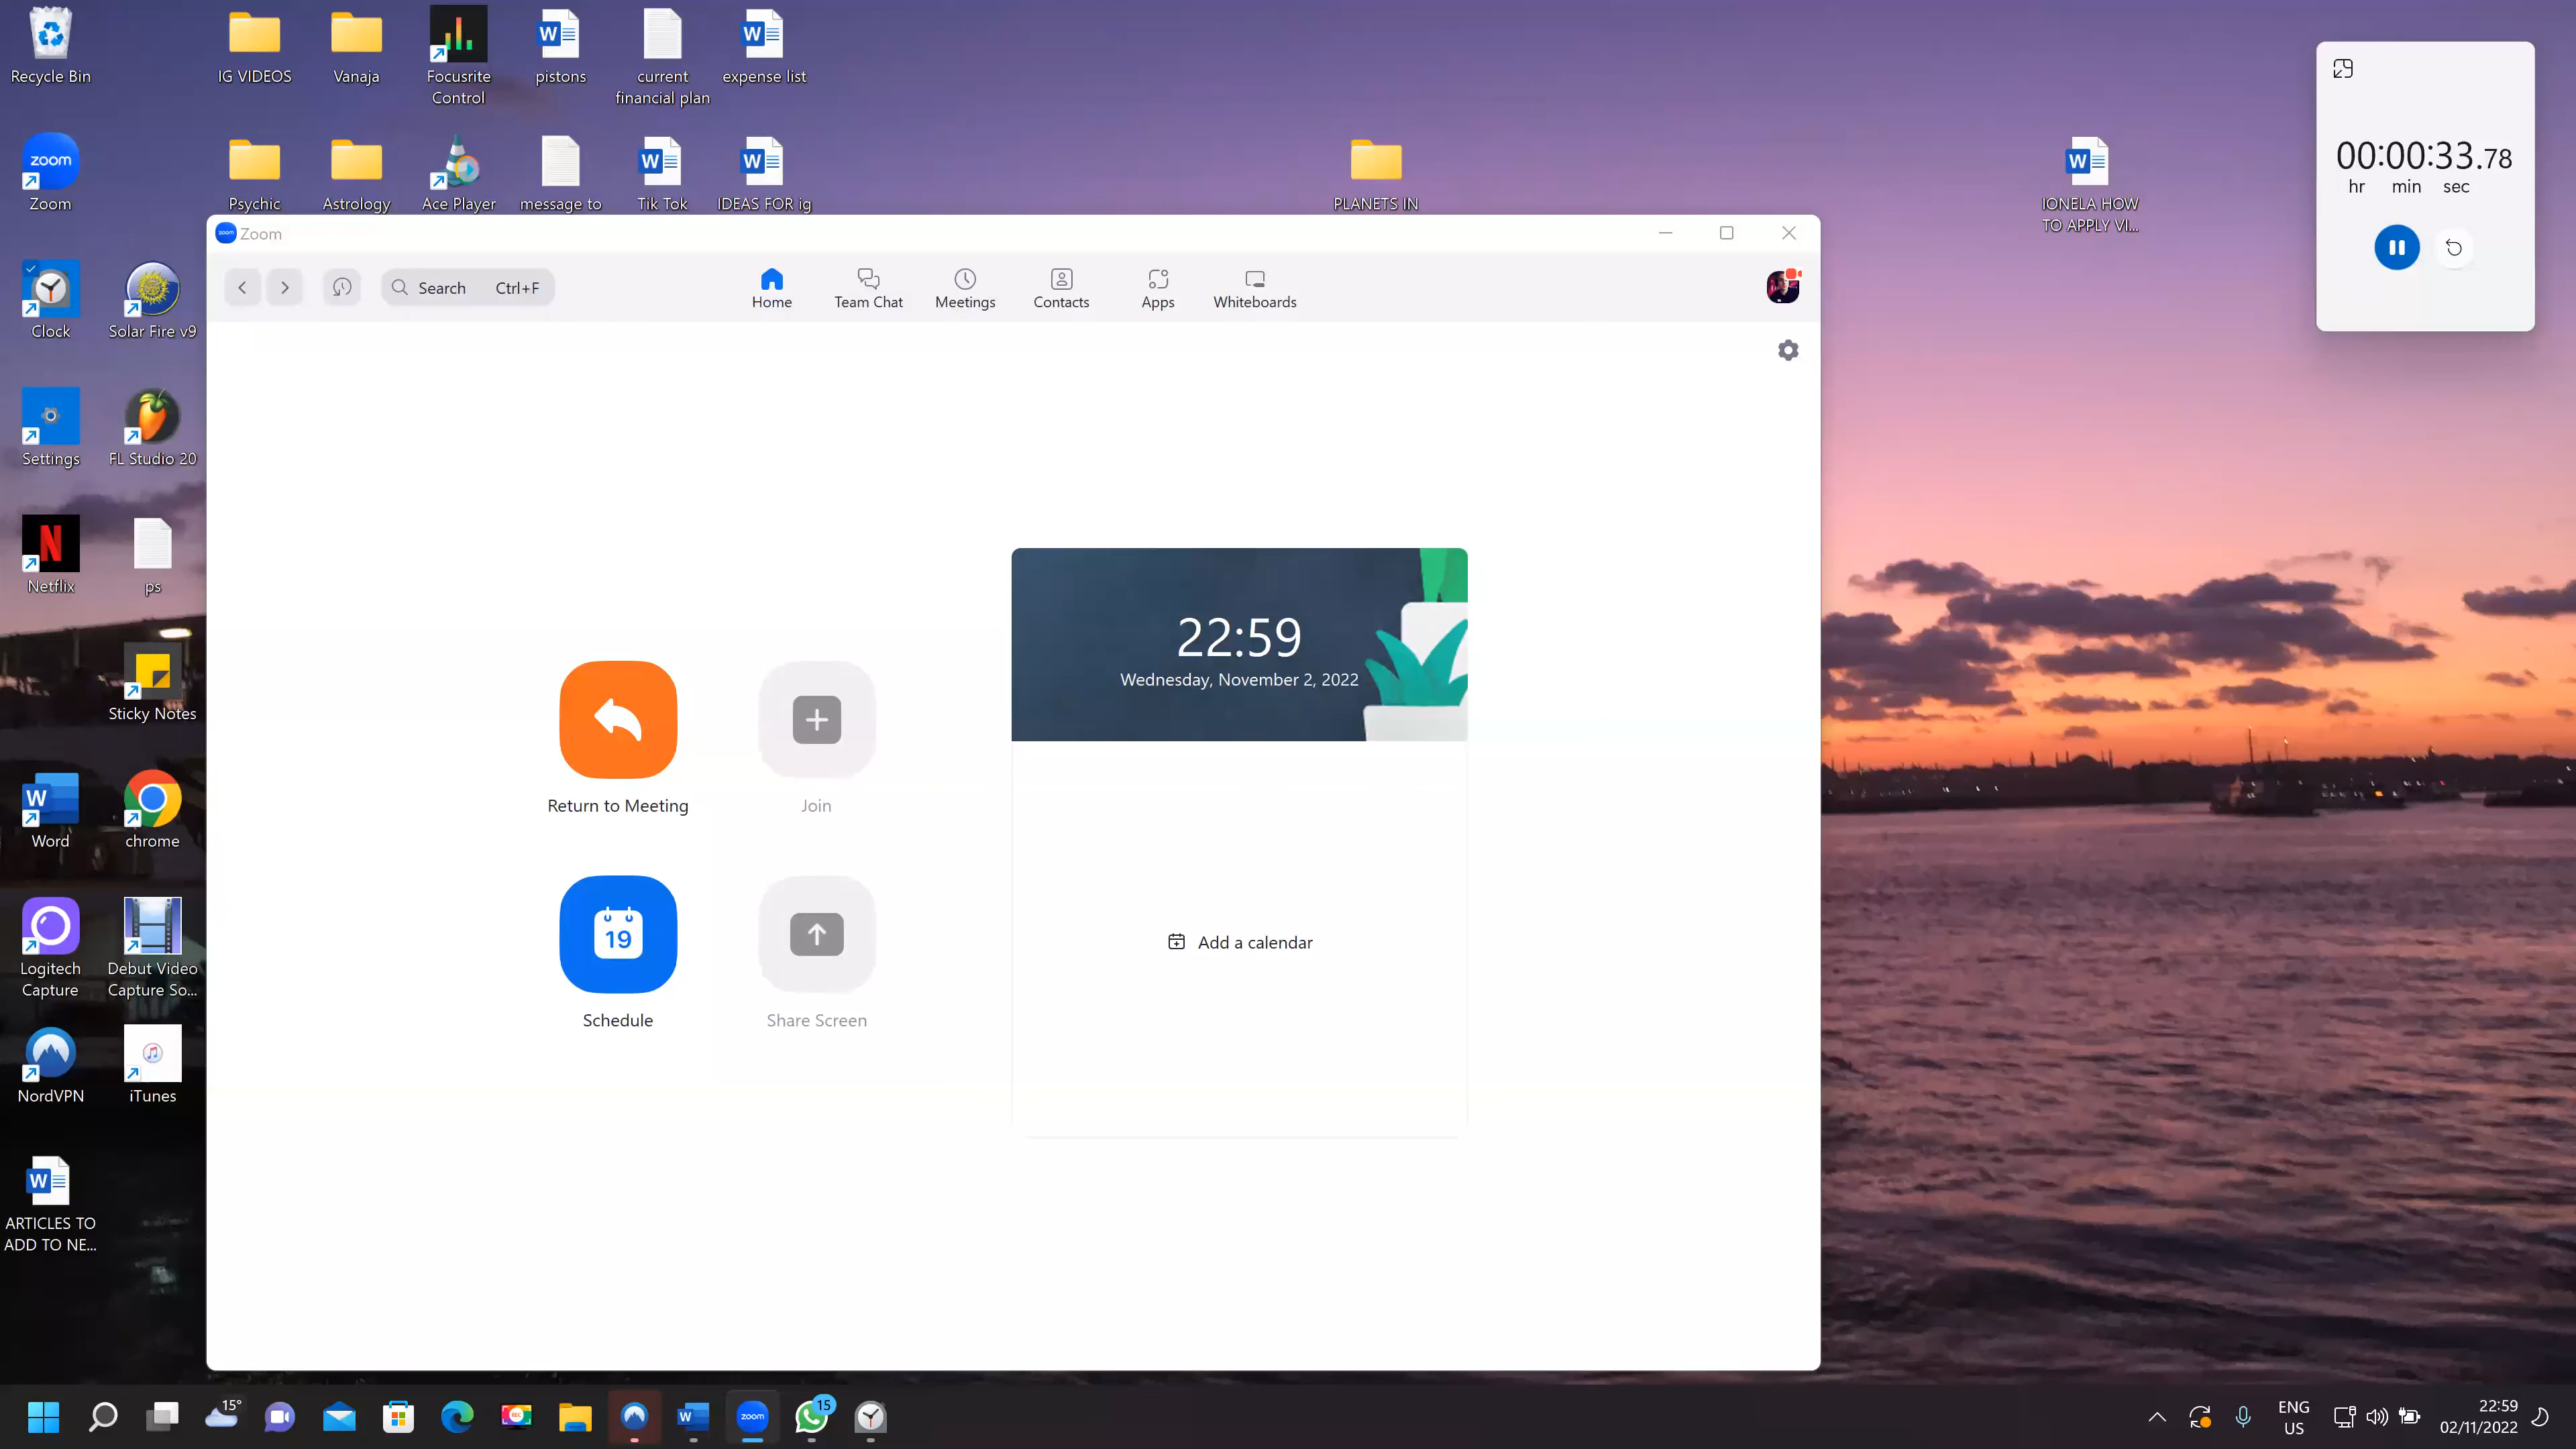 Recycle Bin
IG VIDEOS
Vanaja
Focusrite
Control
pistons
current
financial plan
expense list
zoom
Zoom
Psychic
Astrology
Ace Player
message to
Tik Tok
IDEAS FOR ig
PLANETS IN
IONELA HOW
TO APPLY VI...
00:00:33.78
hr min sec
zoom Zoom
Search Ctrl+F
Home
Team Chat
Meetings
Contacts
Apps
Whiteboards
Clock
Solar Fire v9
Settings
FL Studio 20
Netflix
ps
Sticky Notes
Word
chrome
Logitech
Capture
Debut Video
Capture So...
NordVPN
iTunes
ARTICLES TO
ADD TO NE...
22:59
Wednesday, November 2, 2022
Return to Meeting
Join
19
Schedule
Share Screen
Add a calendar
15°
REC
zoom
15
ENG
US
22:59
02/11/2022